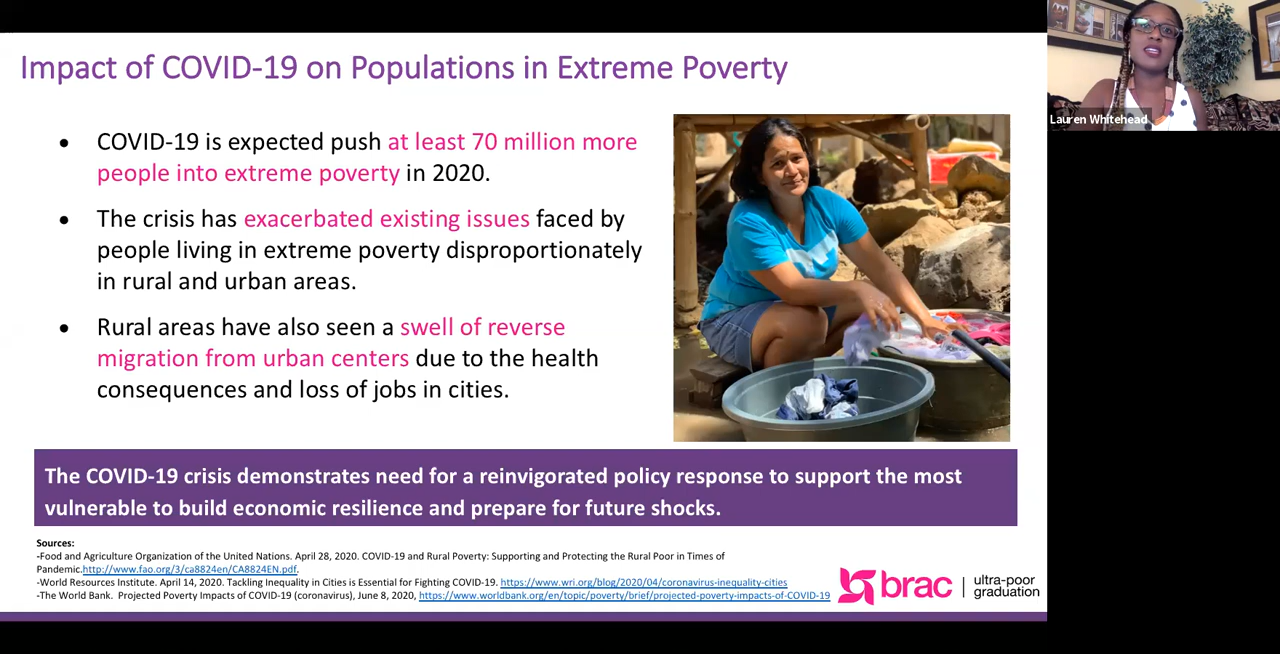 Impact of COVID-19 on Populations in Extreme Poverty
• COVID-19 is expected push at least 70 million more
people into extreme poverty in 2020.
• The crisis has exacerbated existing issues faced by
people living in extreme poverty disproportionately
in rural and urban areas.
• Rural areas have also seen a swell of reverse
migration from urban centers due to the health
consequences and loss of jobs in cities.
The COVID-19 crisis demonstrates need for a reinvigorated policy response to support the most
vulnerable to build economic resilience and prepare for future shocks.
Sources:
-Food and Agriculture Organization of the United Nations. April 28, 2020. COVID-19 and Rural Poverty: Supporting and Protecting the Rural Poor in Times of
Pandemic.http://www.fao.org/3/ca8824en/CA8824EN.pdf.
-World Resources Institute. April 14, 2020. Tackling Inequality in Cities is Essential for Fighting COVID-19. https://www.wri.org/blog/2020/04/coronavirus-inequality-cities
-The World Bank. Projected Poverty Impacts of COVID-19 (coronavirus), June 8, 2020, https://www.worldbank.org/en/topic/poverty/brief/projected-poverty-impacts-of-COVID-19
brac
ultra-poor
graduation
Lauren Whitehead